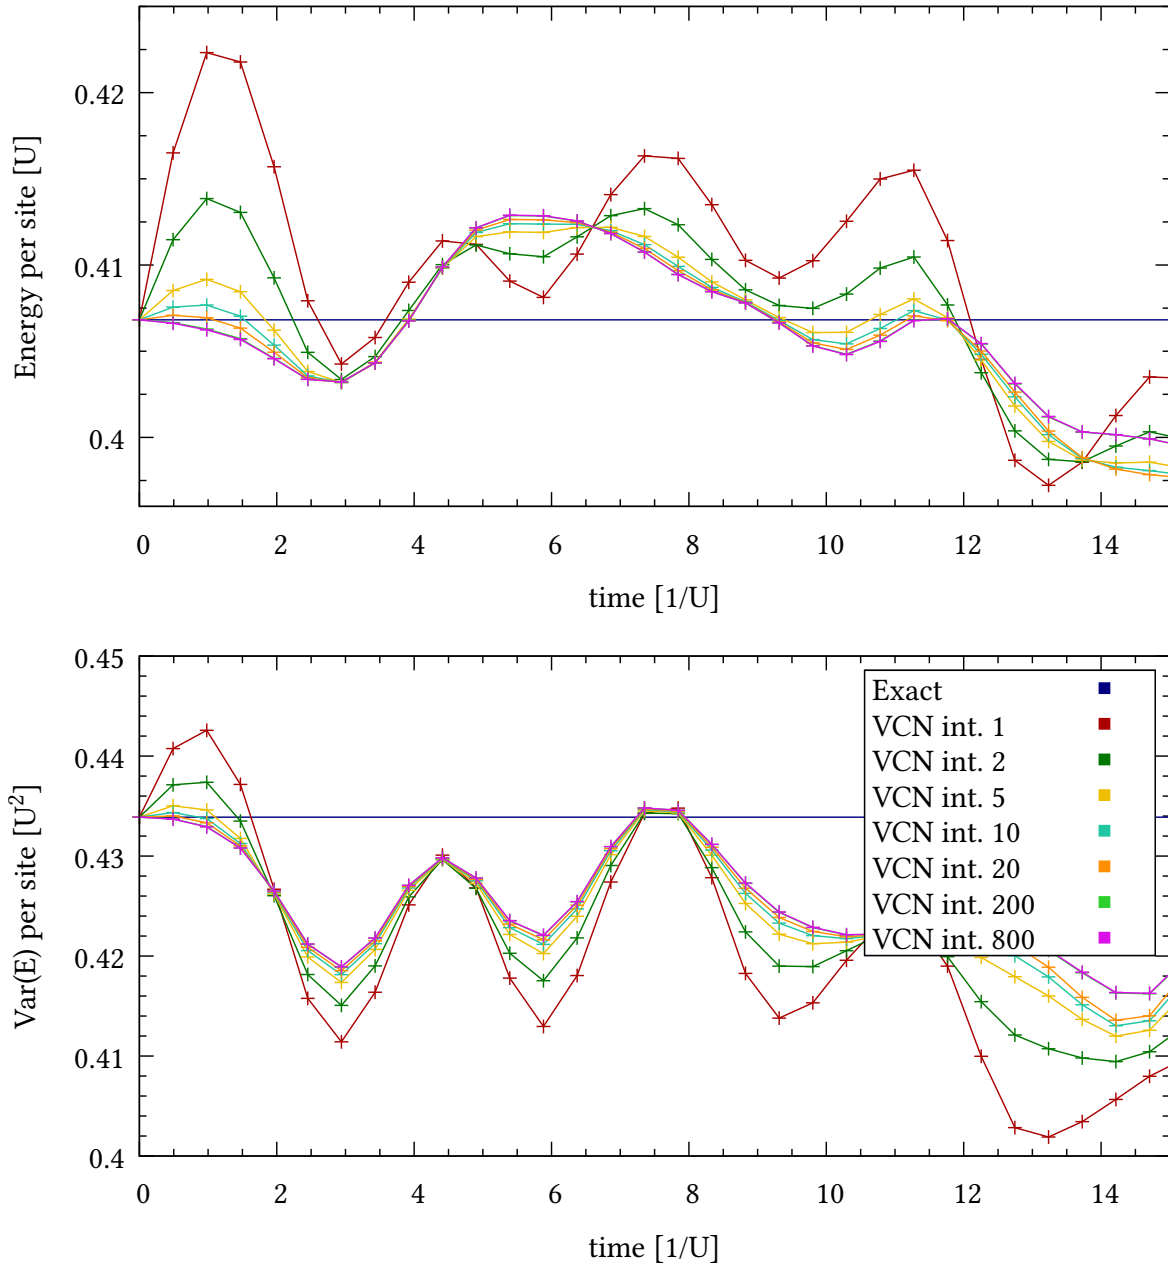 0.42
0.41
0.4
Energy per site [U]
0 2 4 6 8 10 12 14
time [1/U]
0.45
0.44
0.43
0.42
0.41
0.4
Var(E) per site [U²]
Exact
VCN int. 1
VCN int. 2
VCN int. 5
VCN int. 10
VCN int. 20
VCN int. 200
VCN int. 800
0 2 4 6 8 10 12 14
time [1/U]